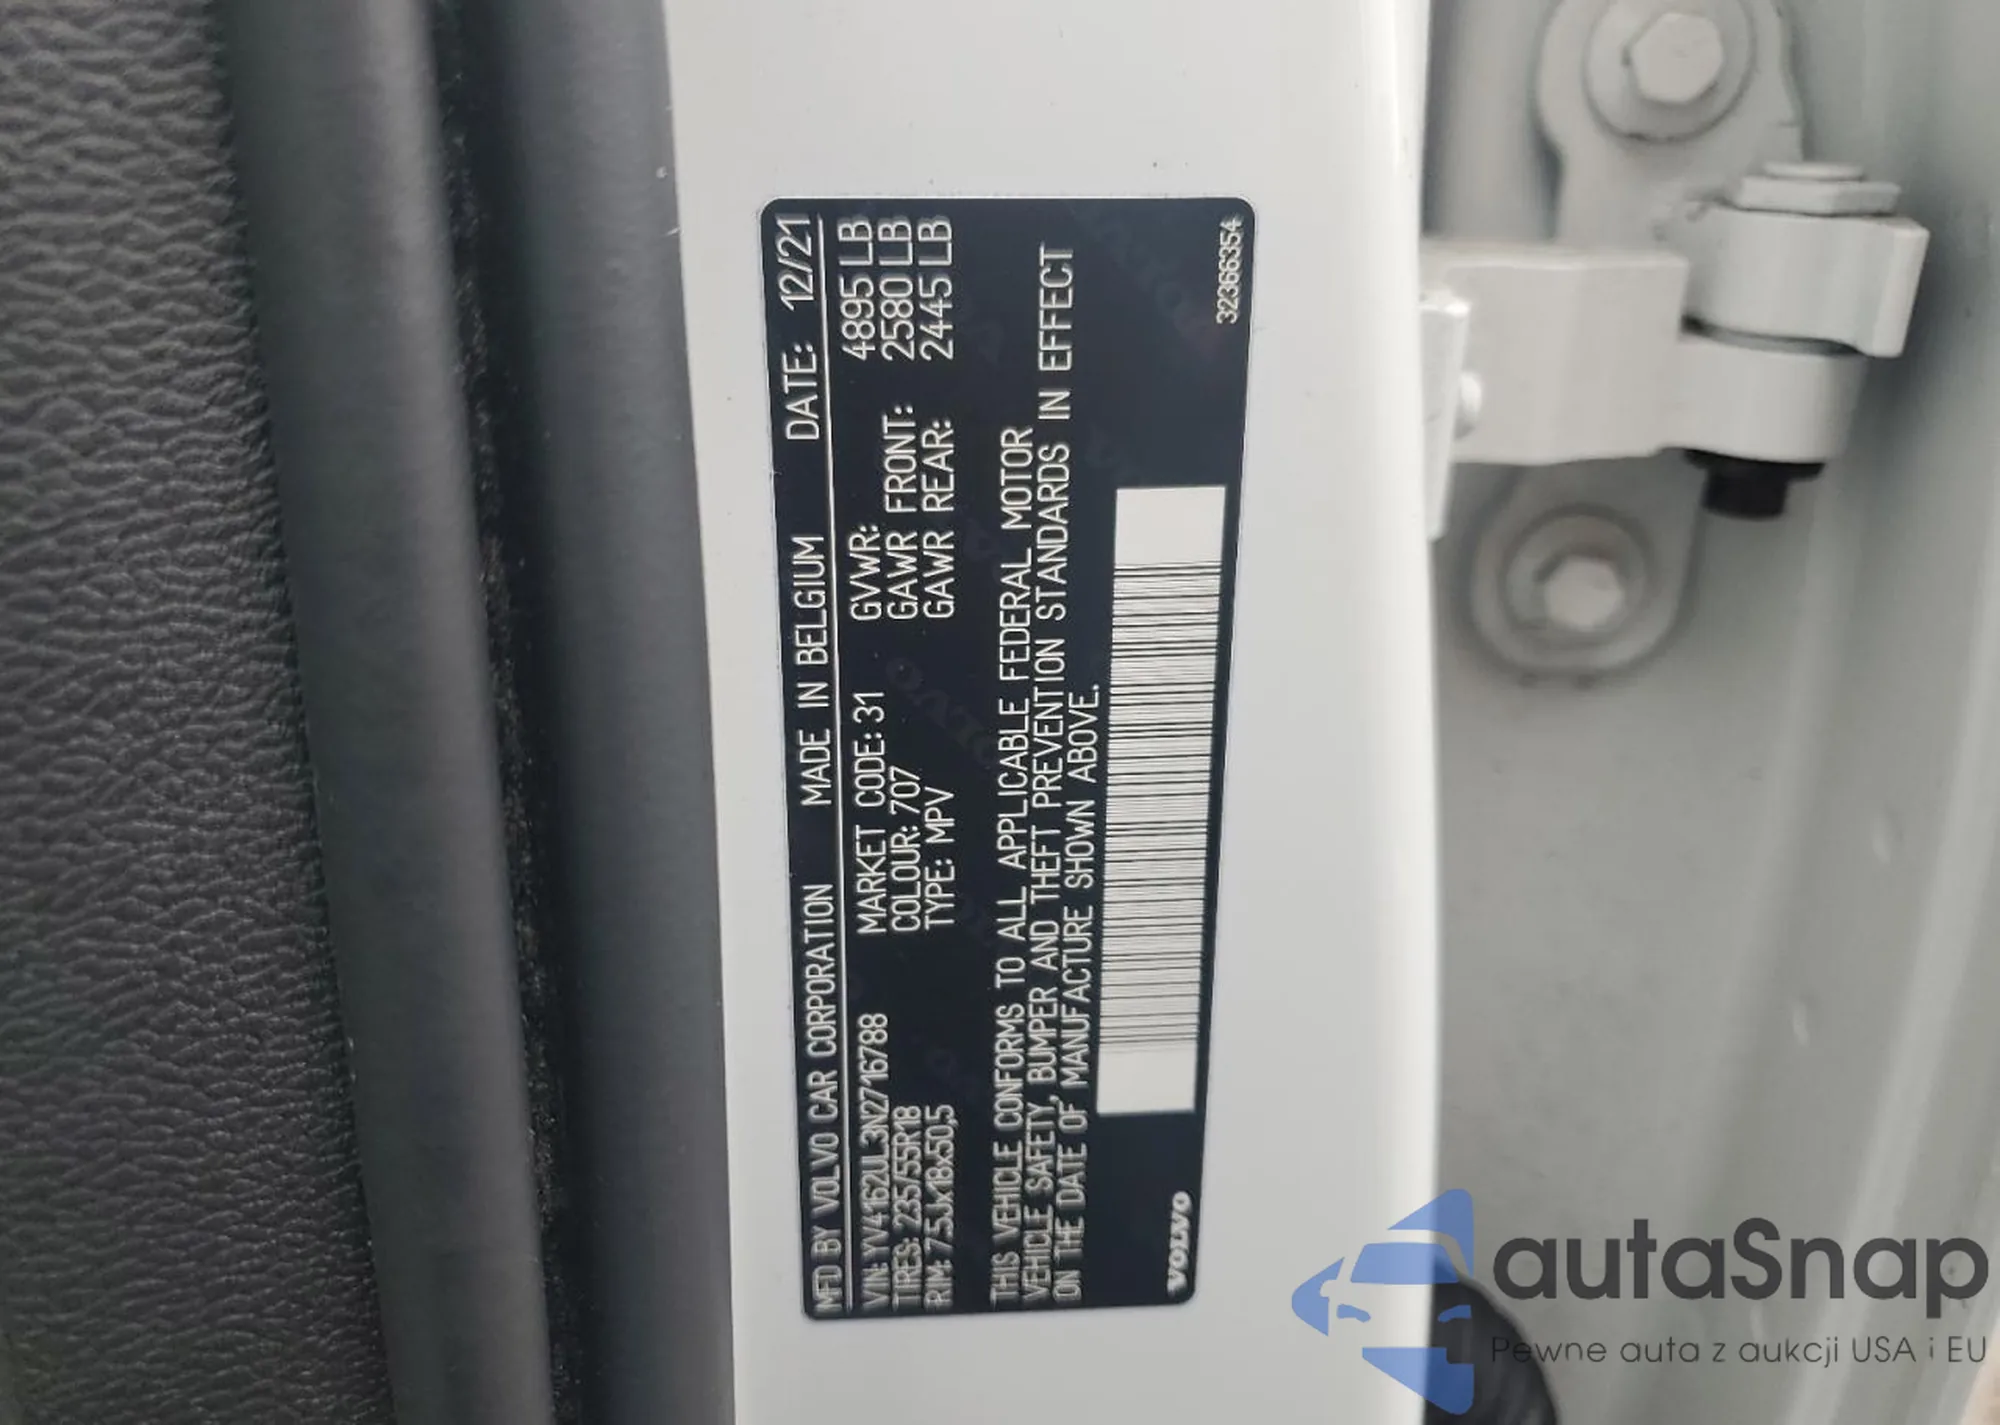 MFD BY VOLVO CAR CORPORATION MADE IN BELGIUM DATE: 12/21
VIN: YV4162UL3N2716788 MARKET CODE: 31 GVWR: 4895 LB
TIRES: 235/55R18 COLOUR: 707 GAWR FRONT: 2580 LB
RIM: 7.5Jx18x50,5 TYPE: MPV GAWR REAR: 2445 LB
THIS VEHICLE CONFORMS TO ALL APPLICABLE FEDERAL MOTOR
VEHICLE SAFETY, BUMPER AND THEFT PREVENTION STANDARDS IN EFFECT
ON THE DATE OF MANUFACTURE SHOWN ABOVE.
VOLVO
32366354
autaSnap
Pewne auta z aukcji USA i EU